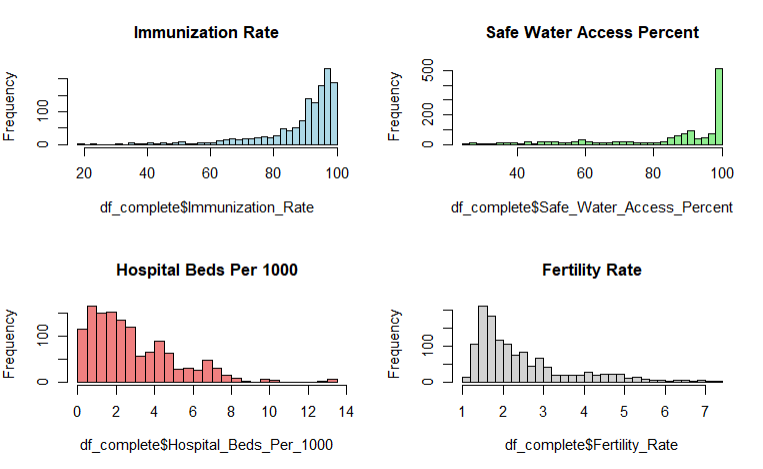 Immunization Rate
Frequency
0
100
20
40
60
80
100
df_complete$Immunization_Rate
Safe Water Access Percent
Frequency
0
200
500
40
60
80
100
df_complete$Safe_Water_Access_Percent
Hospital Beds Per 1000
Frequency
0
100
0
2
4
6
8
10
12
14
df_complete$Hospital_Beds_Per_1000
Fertility Rate
Frequency
0
100
1
2
3
4
5
6
7
df_complete$Fertility_Rate